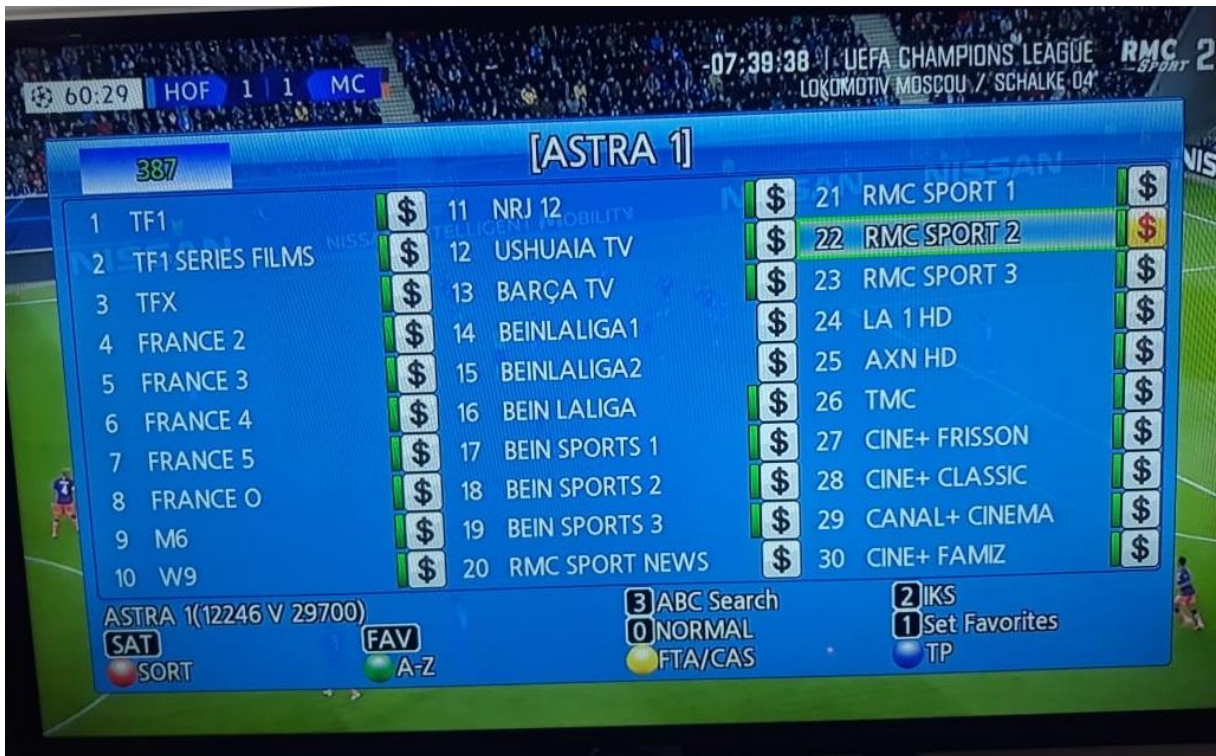 -07:39:38 | UEFA CHAMPIONS LEAGUE
LOKOMOTIV MOSCOU / SCHALKE 04
RMC SPORT 2
60:29 HOF 1 1 MC
387
[ASTRA 1]
1 TF1 $
2 TF1 SERIES FILMS $
3 TFX $
4 FRANCE 2 $
5 FRANCE 3 $
6 FRANCE 4 $
7 FRANCE 5 $
8 FRANCE O $
9 M6 $
10 W9 $
11 NRJ 12 $
12 USHUAIA TV $
13 BARÇA TV $
14 BEINLALIGA1 $
15 BEINLALIGA2 $
16 BEIN LALIGA $
17 BEIN SPORTS 1 $
18 BEIN SPORTS 2 $
19 BEIN SPORTS 3 $
20 RMC SPORT NEWS $
21 RMC SPORT 1 $
22 RMC SPORT 2 $
23 RMC SPORT 3 $
24 LA 1 HD $
25 AXN HD $
26 TMC $
27 CINE+ FRISSON $
28 CINE+ CLASSIC $
29 CANAL+ CINEMA $
30 CINE+ FAMIZ $
NISSAN
NISSAN
NIS
MOBILITY
ASTRA 1(12246 V 29700)
3 ABC Search
2 IKS
SAT
FAV
0 NORMAL
1 Set Favorites
SORT
A-Z
FTA/CAS
TP